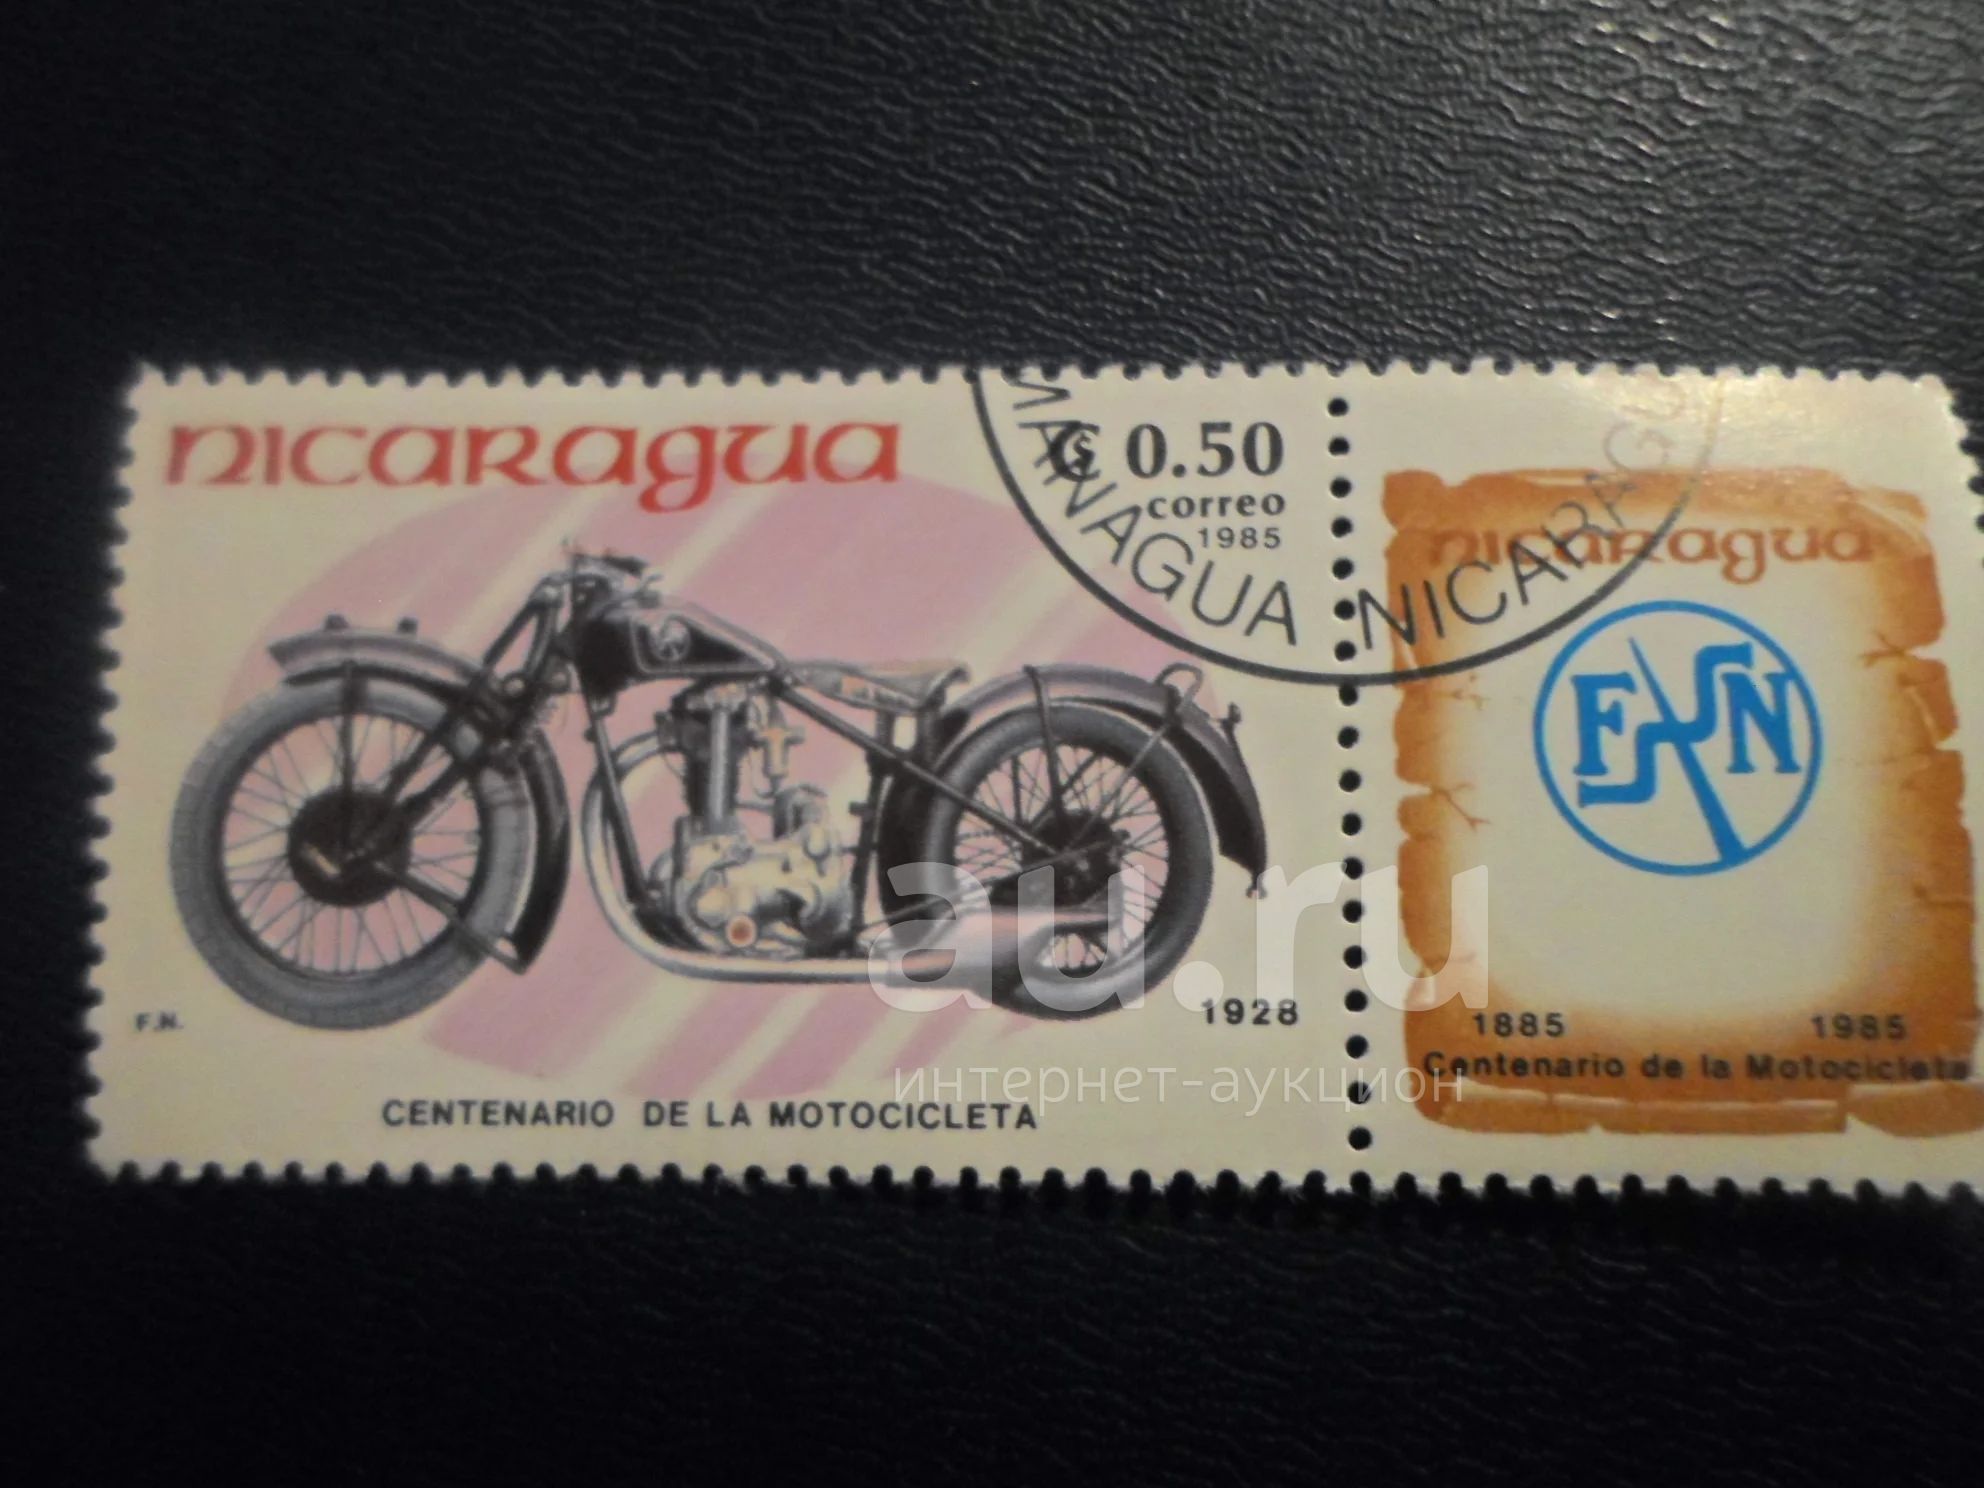 nicaragua
C$ 0.50
correo
1985
MANAGUA NICARAGUA
nicaragua
FN
F.N.
1928
1885 1985
Centenario de la Motocicleta
CENTENARIO DE LA MOTOCICLETA
au.ru
интернет-аукцион